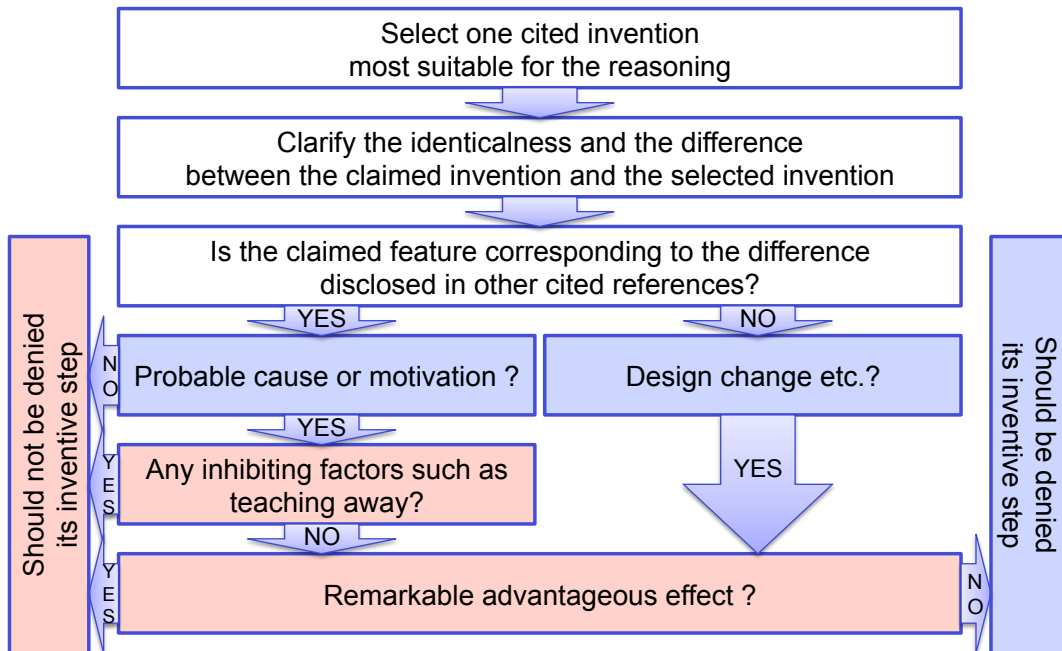 Select one cited invention
most suitable for the reasoning
Clarify the identicalness and the difference
between the claimed invention and the selected invention
Is the claimed feature corresponding to the difference
disclosed in other cited references?
YES
NO
Should not be denied
its inventive step
NO
Probable cause or motivation ?
Design change etc.?
Should be denied
its inventive step
YES
YES
Any inhibiting factors such as
teaching away?
YES
NO
YES
Remarkable advantageous effect ?
NO